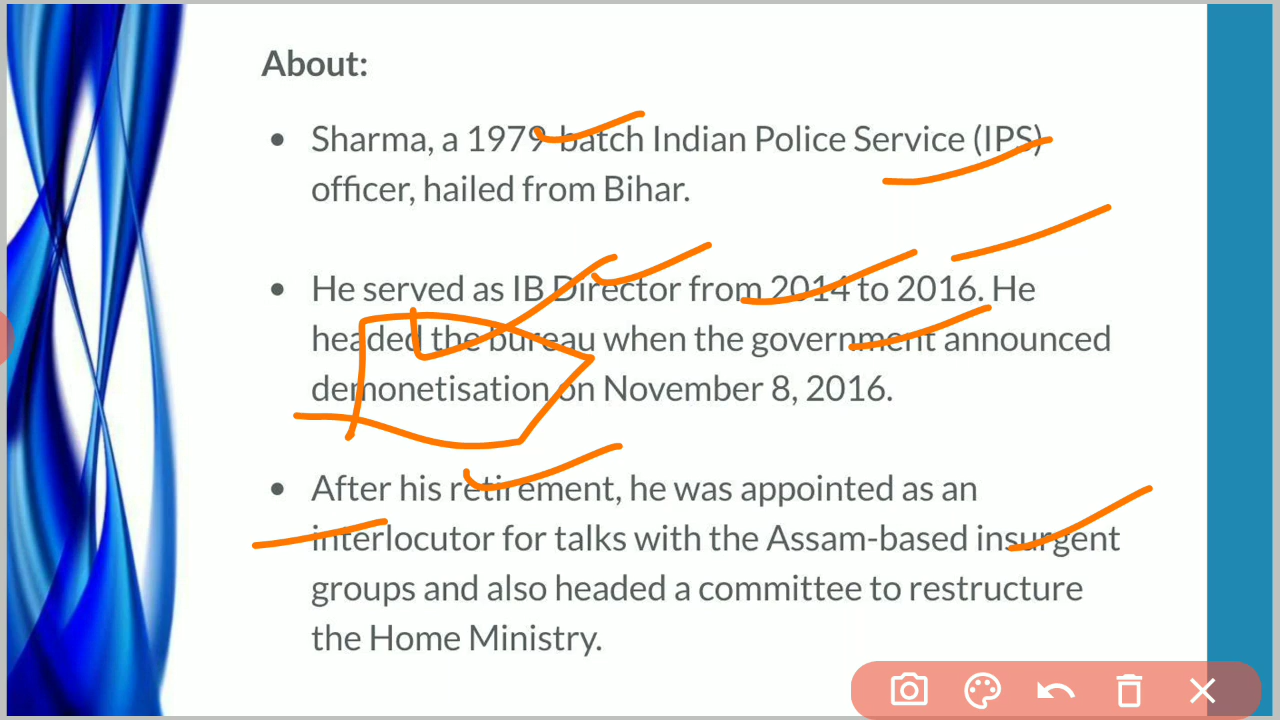 About:
• Sharma, a 1979 batch Indian Police Service (IPS)
officer, hailed from Bihar.
• He served as IB Director from 2014 to 2016. He
headed the bureau when the government announced
demonetisation on November 8, 2016.
• After his retirement, he was appointed as an
interlocutor for talks with the Assam-based insurgent
groups and also headed a committee to restructure
the Home Ministry.